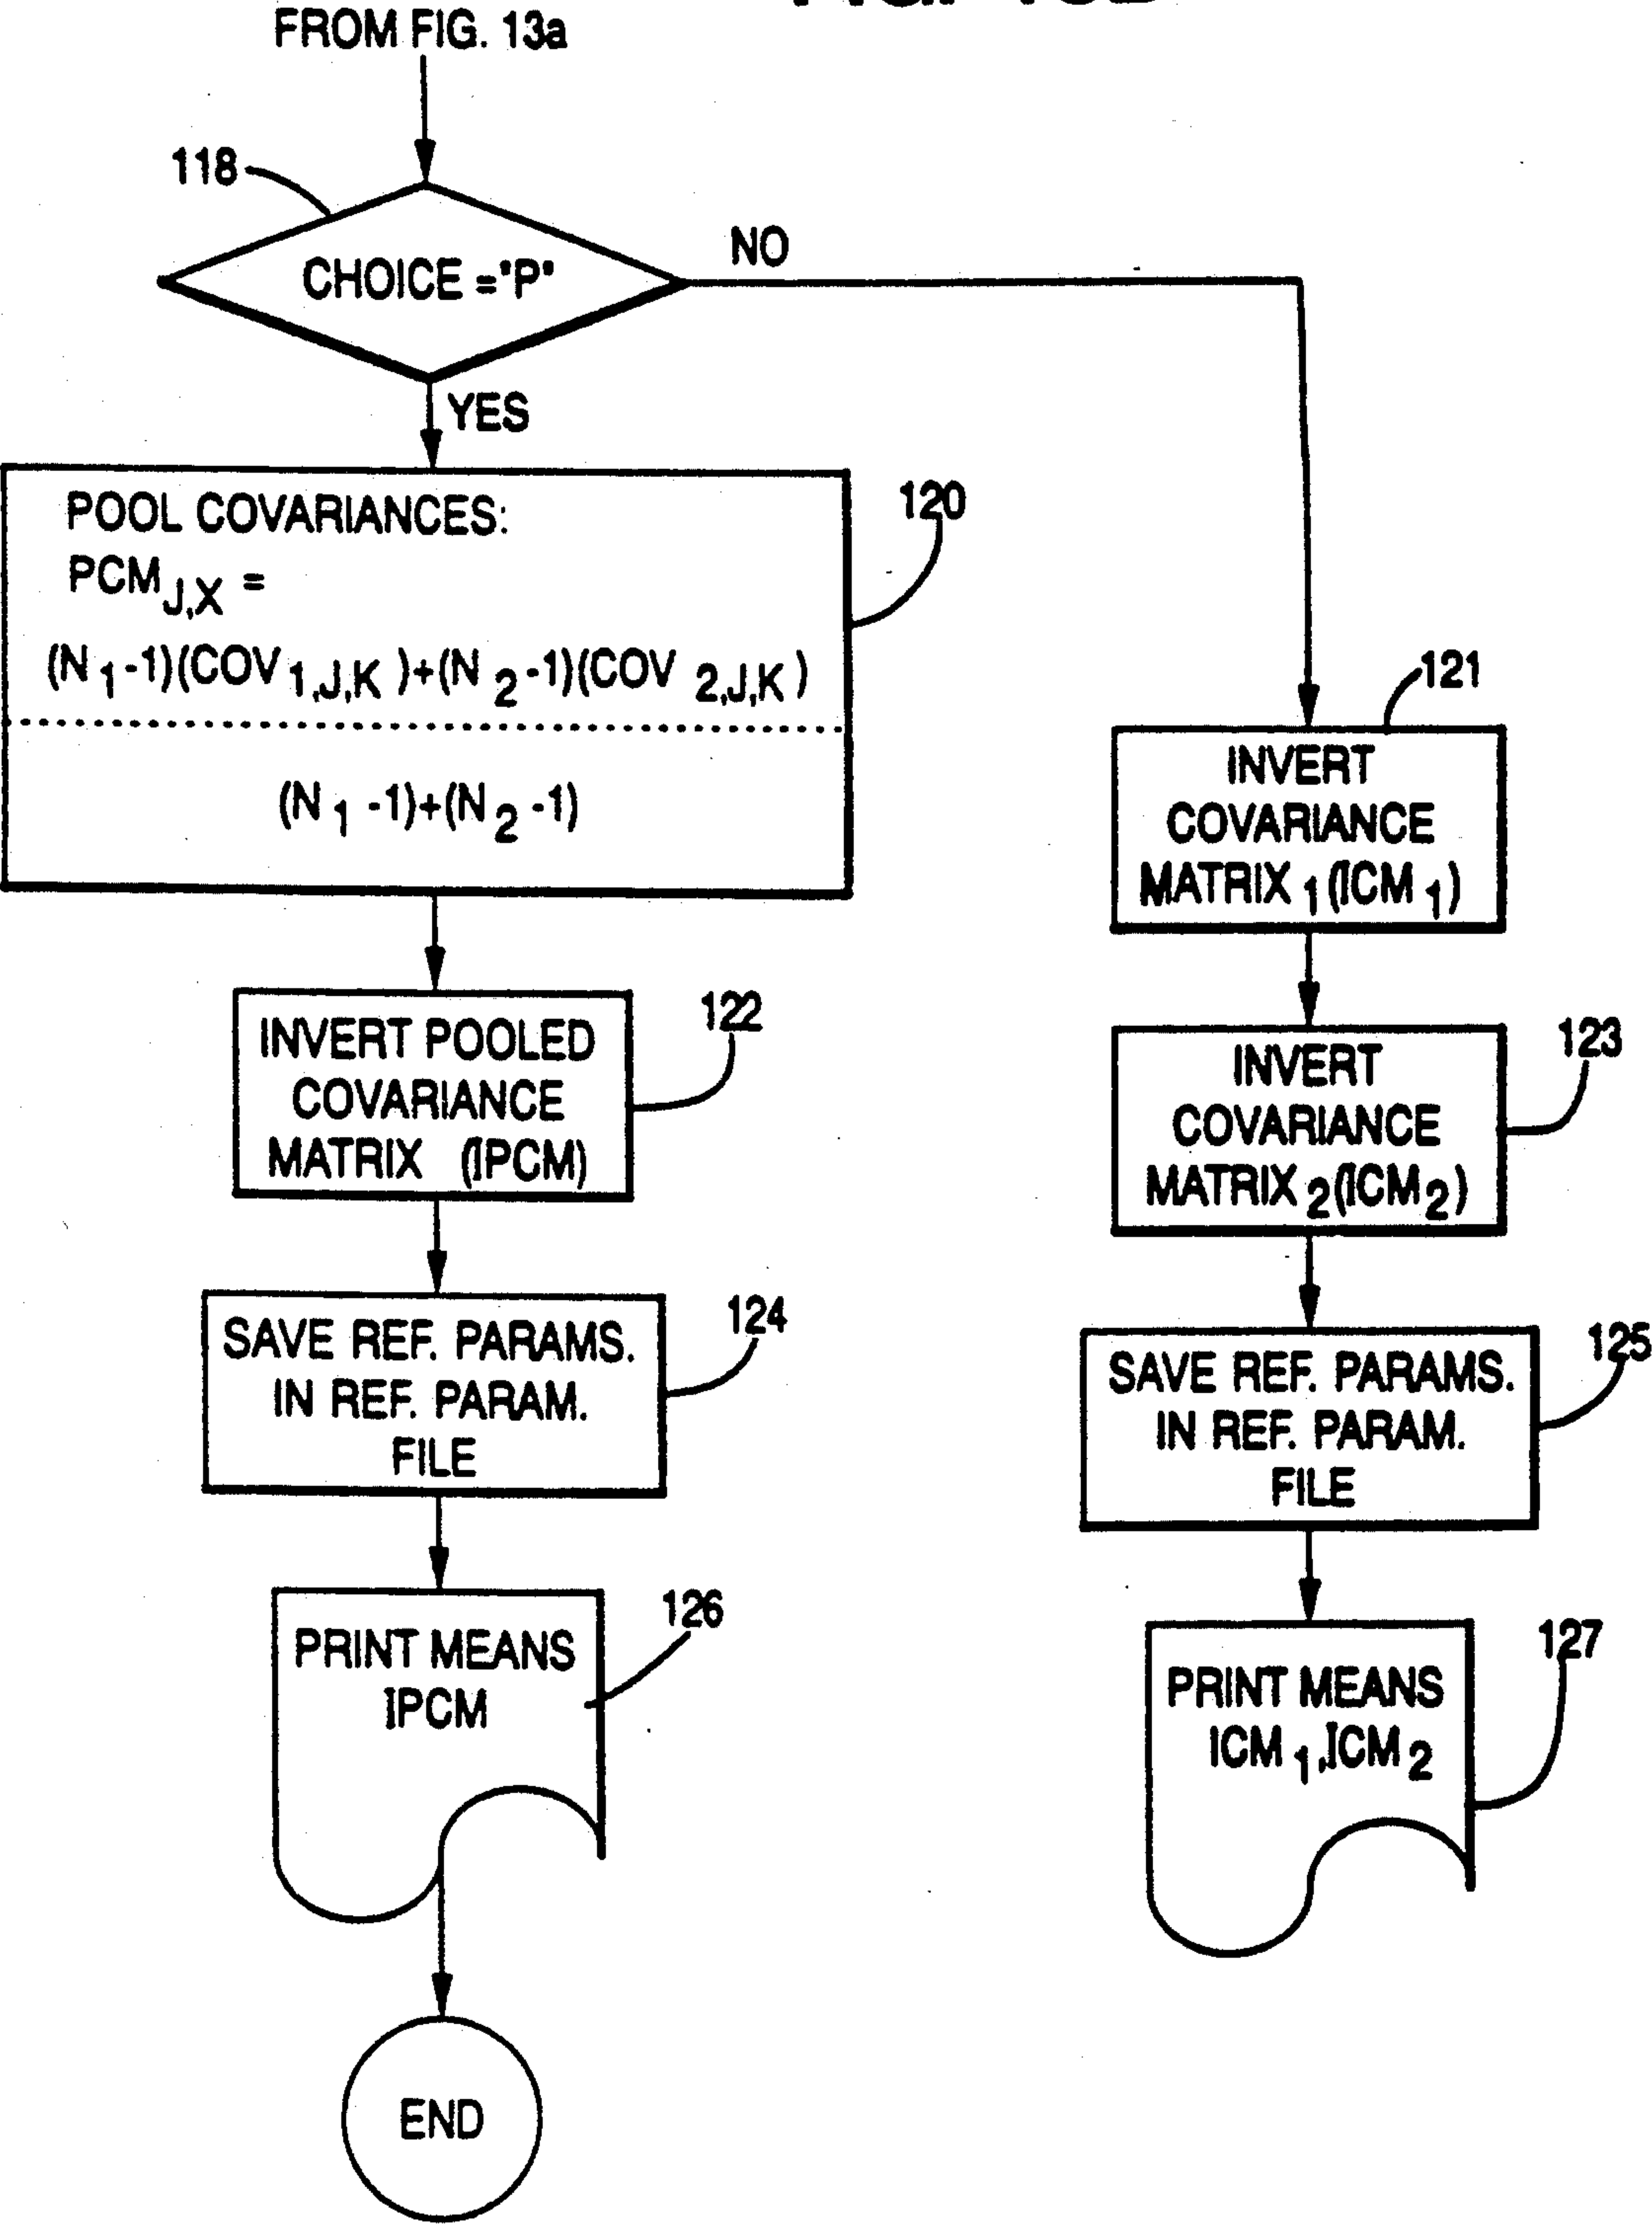 FROM FIG. 13a
118
CHOICE ="P"
NO
YES
POOL COVARIANCES:
PCM J,X =
(N 1 -1)(COV 1,J,K )+(N 2 -1)(COV 2,J,K )
(N 1 -1)+(N 2 -1)
120
121
INVERT
COVARIANCE
MATRIX 1 (ICM 1 )
INVERT POOLED
COVARIANCE
MATRIX (IPCM)
122
INVERT
COVARIANCE
MATRIX 2 (ICM 2 )
123
SAVE REF. PARAMS.
IN REF. PARAM.
FILE
124
SAVE REF. PARAMS.
IN REF. PARAM.
FILE
125
PRINT MEANS
IPCM
126
PRINT MEANS
ICM 1 ,ICM 2
127
END